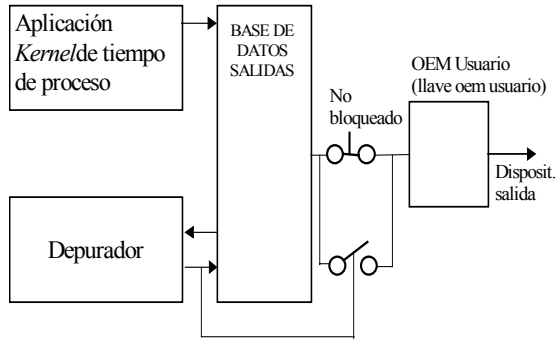 Aplicación
Kernelde tiempo
de proceso
BASE DE
DATOS
SALIDAS
No
bloqueado
OEM Usuario
(llave oem usuario)
Disposit.
salida
Depurador